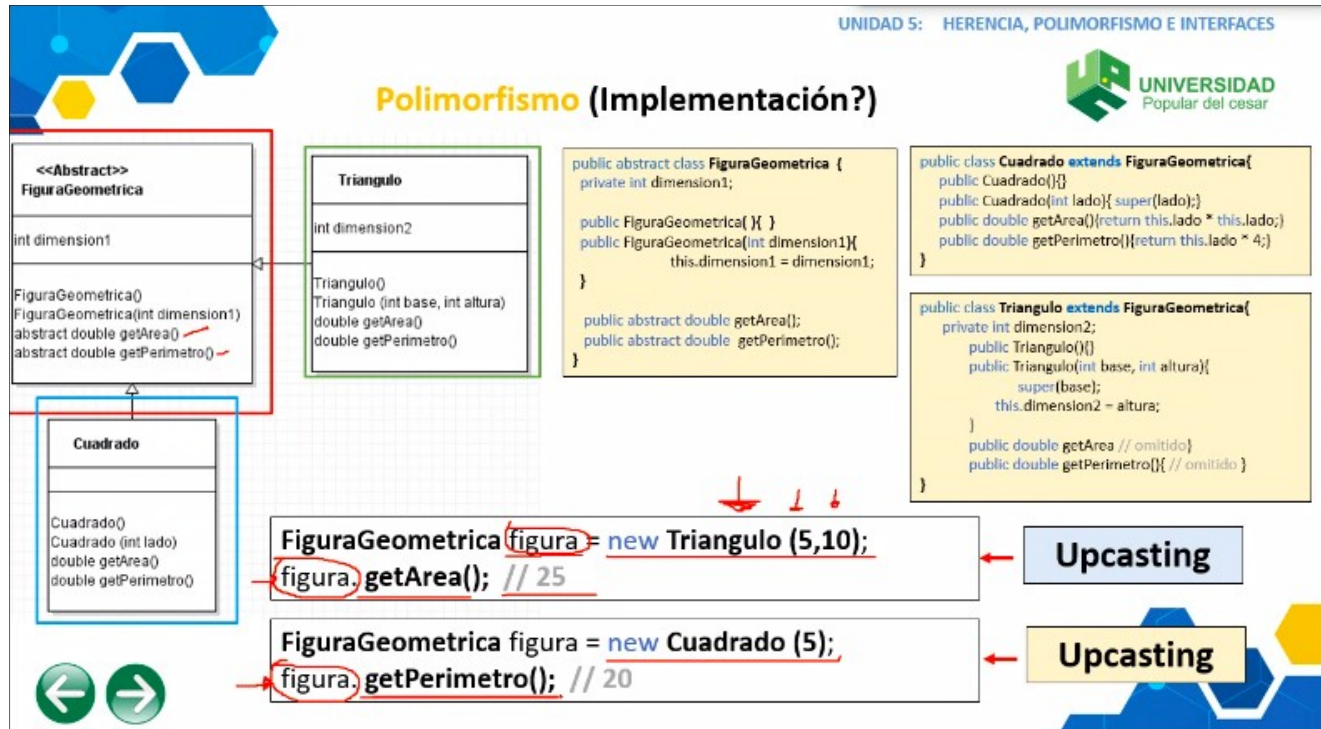 UNIDAD 5: HERENCIA, POLIMORFISMO E INTERFACES
UNIVERSIDAD
Popular del cesar
Polimorfismo (Implementación?)
<<Abstract>>
FiguraGeometrica
int dimension1
FiguraGeometrica()
FiguraGeometrica(int dimension1)
abstract double getArea()
abstract double getPerimetro()
Triangulo
int dimension2
Triangulo()
Triangulo (int base, int altura)
double getArea()
double getPerimetro()
Cuadrado
Cuadrado()
Cuadrado (int lado)
double getArea()
double getPerimetro()
public abstract class FiguraGeometrica {
private int dimension1;
public FiguraGeometrica( ){ }
public FiguraGeometrica(int dimension1){
this.dimension1 = dimension1;
}
public abstract double getArea();
public abstract double getPerimetro();
}
public class Cuadrado extends FiguraGeometrica{
public Cuadrado(){}
public Cuadrado(int lado){ super(lado);}
public double getArea(){return this.lado * this.lado;}
public double getPerimetro(){return this.lado * 4;}
}
public class Triangulo extends FiguraGeometrica{
private int dimension2;
public Triangulo(){}
public Triangulo(int base, int altura){
super(base);
this.dimension2 = altura;
}
public double getArea // omitido}
public double getPerimetro(){ // omitido }
}
FiguraGeometrica figura = new Triangulo (5,10);
figura. getArea(); // 25
Upcasting
FiguraGeometrica figura = new Cuadrado (5);
figura. getPerimetro(); // 20
Upcasting